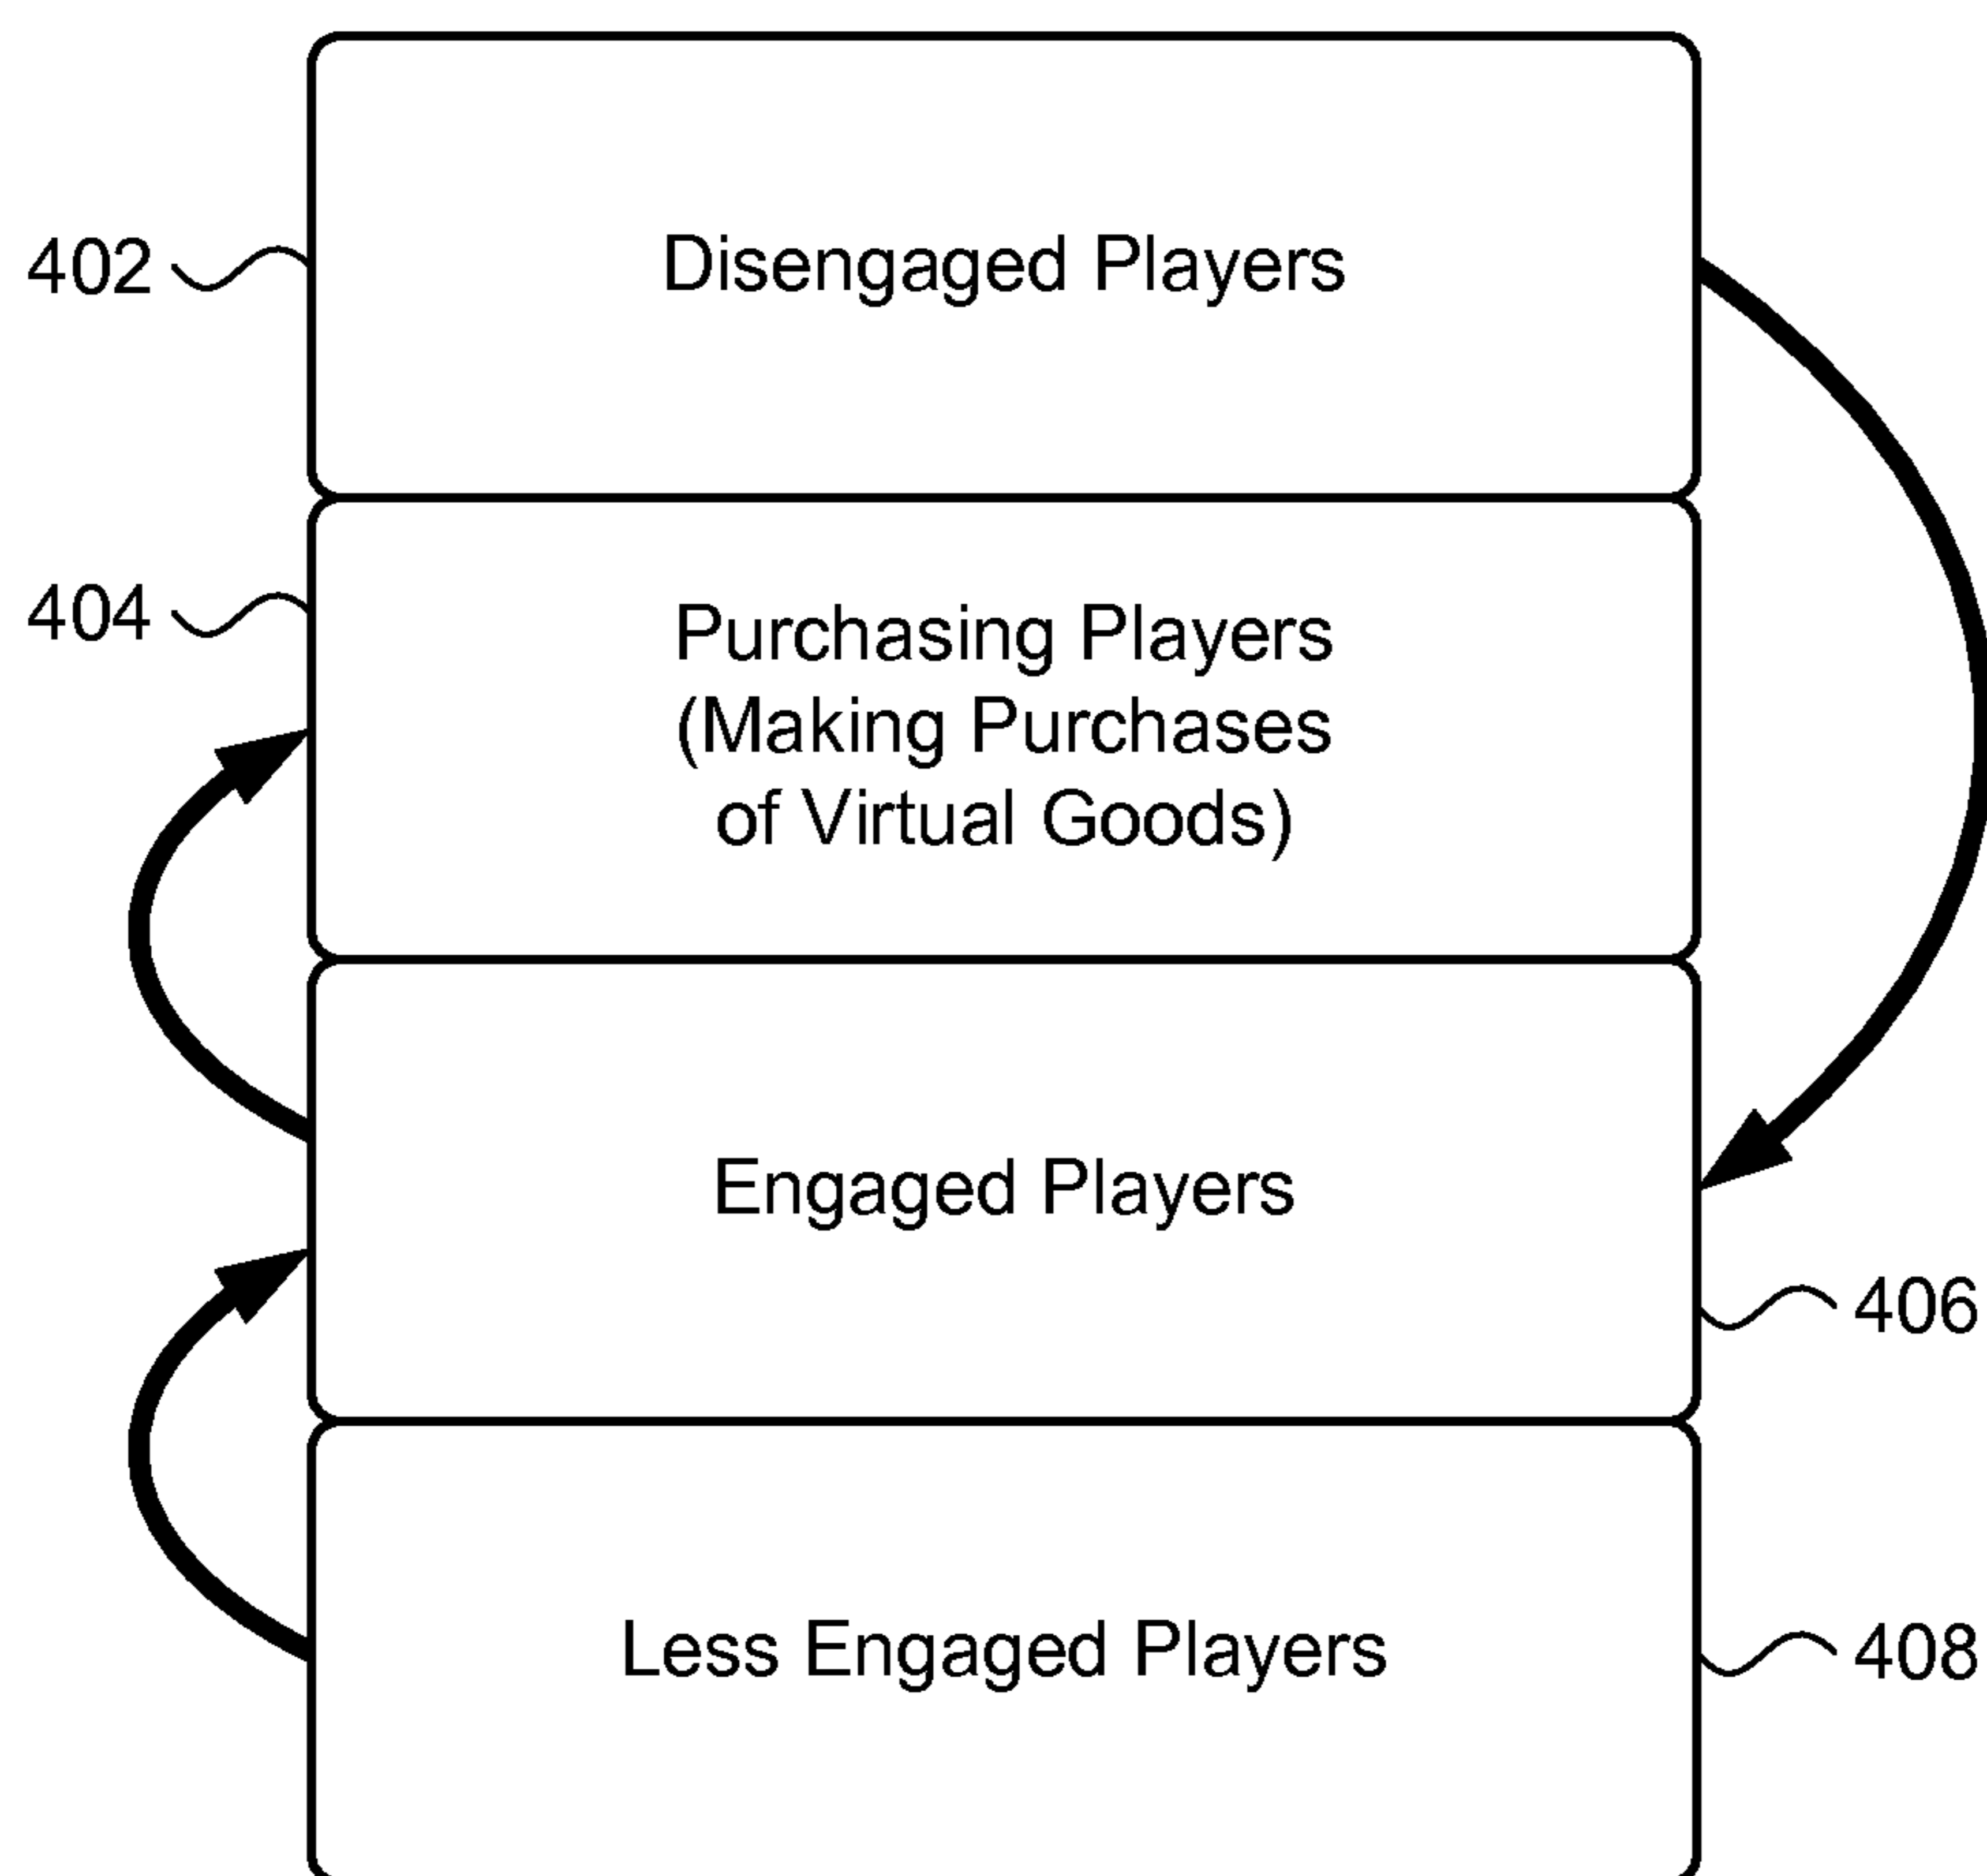 402
Disengaged Players
404
Purchasing Players
(Making Purchases
of Virtual Goods)
Engaged Players
406
Less Engaged Players
408